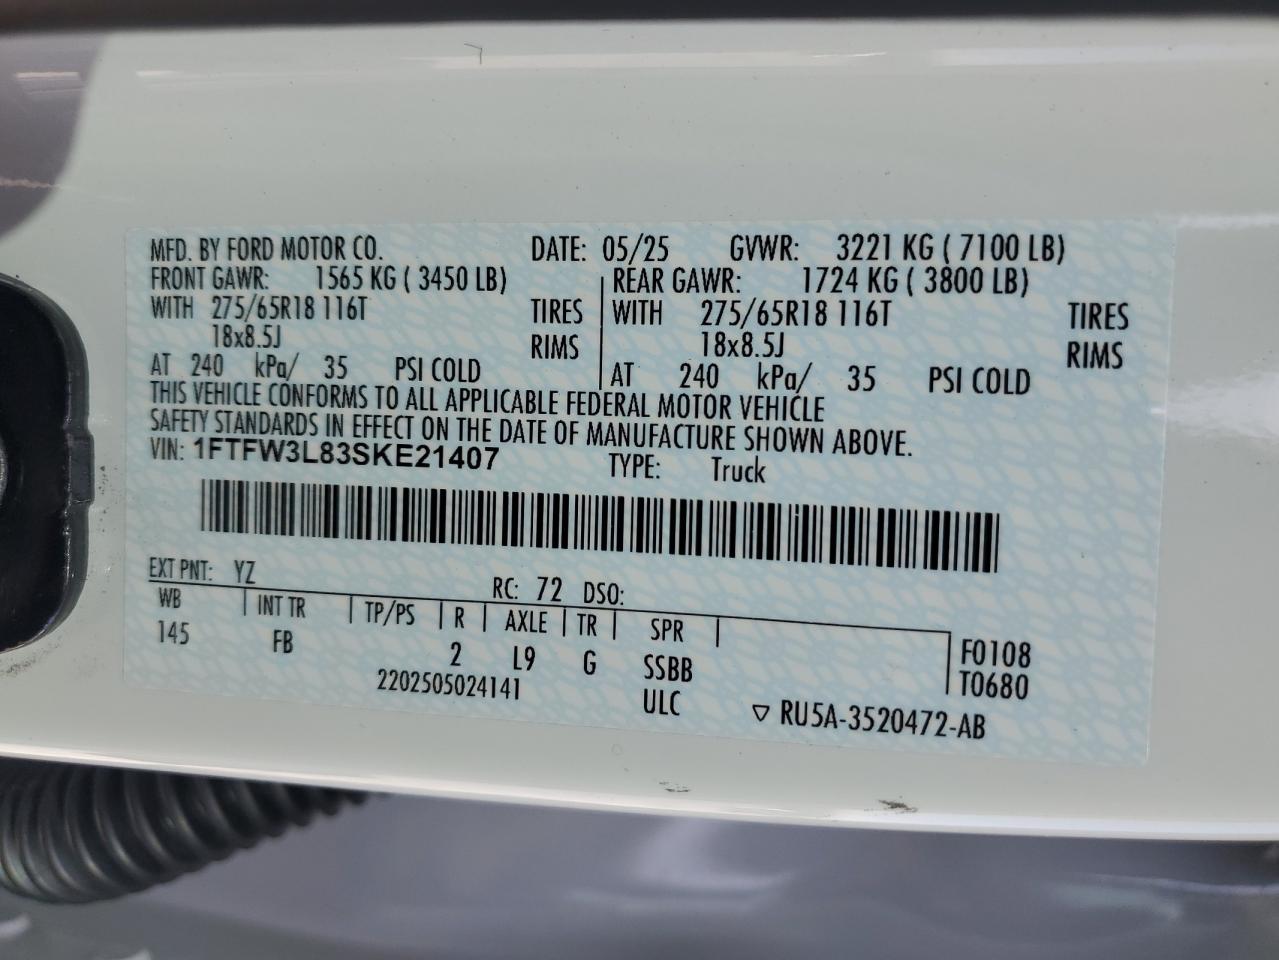 MFD. BY FORD MOTOR CO. DATE: 05/25 GVWR: 3221 KG ( 7100 LB)
FRONT GAWR: 1565 KG ( 3450 LB) REAR GAWR: 1724 KG ( 3800 LB)
WITH 275/65R18 116T TIRES WITH 275/65R18 116T TIRES
18x8.5J RIMS 18x8.5J RIMS
AT 240 kPa/ 35 PSI COLD AT 240 kPa/ 35 PSI COLD
THIS VEHICLE CONFORMS TO ALL APPLICABLE FEDERAL MOTOR VEHICLE
SAFETY STANDARDS IN EFFECT ON THE DATE OF MANUFACTURE SHOWN ABOVE.
VIN: 1FTFW3L83SKE21407 TYPE: Truck
EXT PNT: YZ RC: 72 DSO:
WB INT TR TP/PS R AXLE TR SPR
145 FB 2 L9 G SSBB F0108
2202505024141 ULC T0680
RU5A-3520472-AB